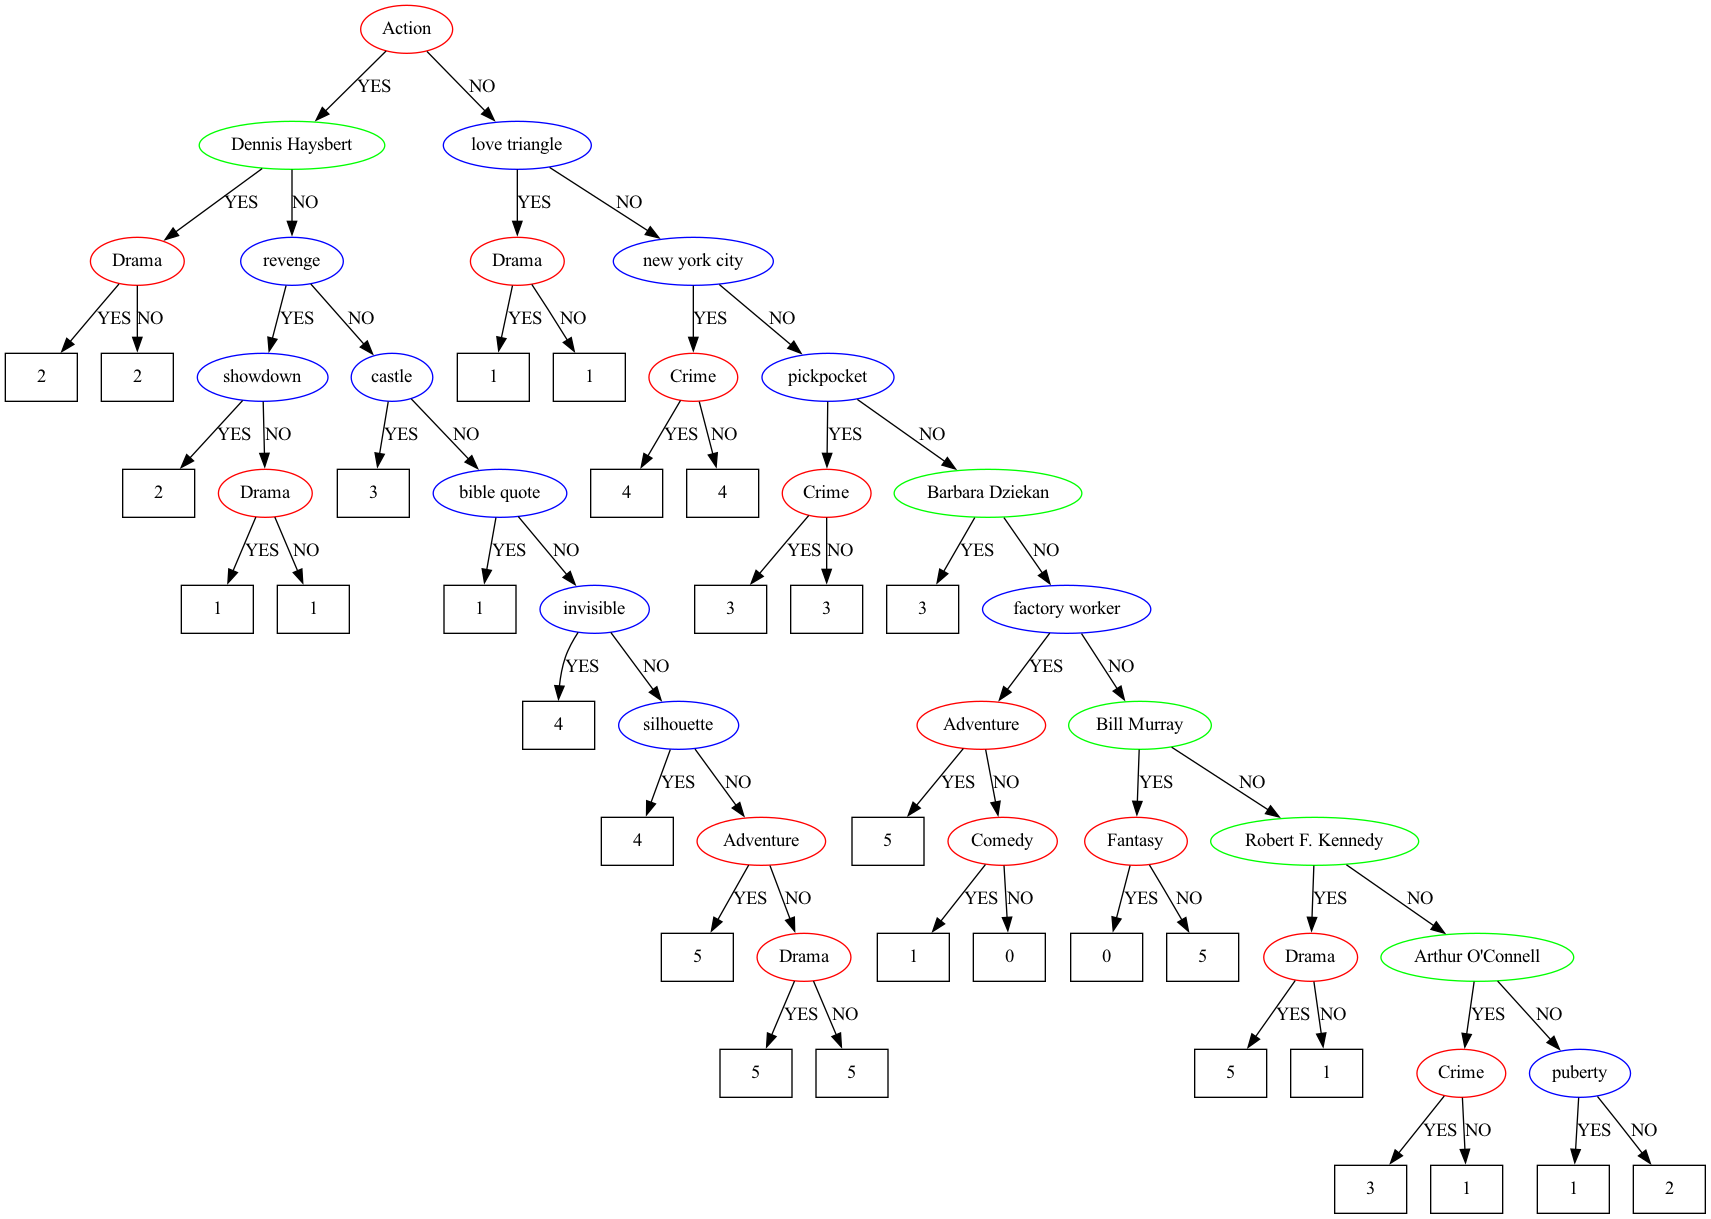 Action
YES NO
Dennis Haysbert love triangle
YES NO YES NO
Drama revenge Drama new york city
YES NO YES NO YES NO YES NO
2 2 showdown castle 1 1 Crime pickpocket
YES NO YES NO YES NO YES NO
2 Drama 3 bible quote 4 4 Crime Barbara Dziekan
YES NO YES NO YES NO YES NO
1 1 1 invisible 3 3 3 factory worker
YES NO YES NO
4 silhouette Adventure Bill Murray
YES NO YES NO YES NO
4 Adventure 5 Comedy Fantasy Robert F. Kennedy
YES NO YES NO YES NO YES NO
5 Drama 1 0 0 5 Drama Arthur O'Connell
YES NO YES NO YES NO
5 5 5 1 Crime puberty
YES NO YES NO
3 1 1 2